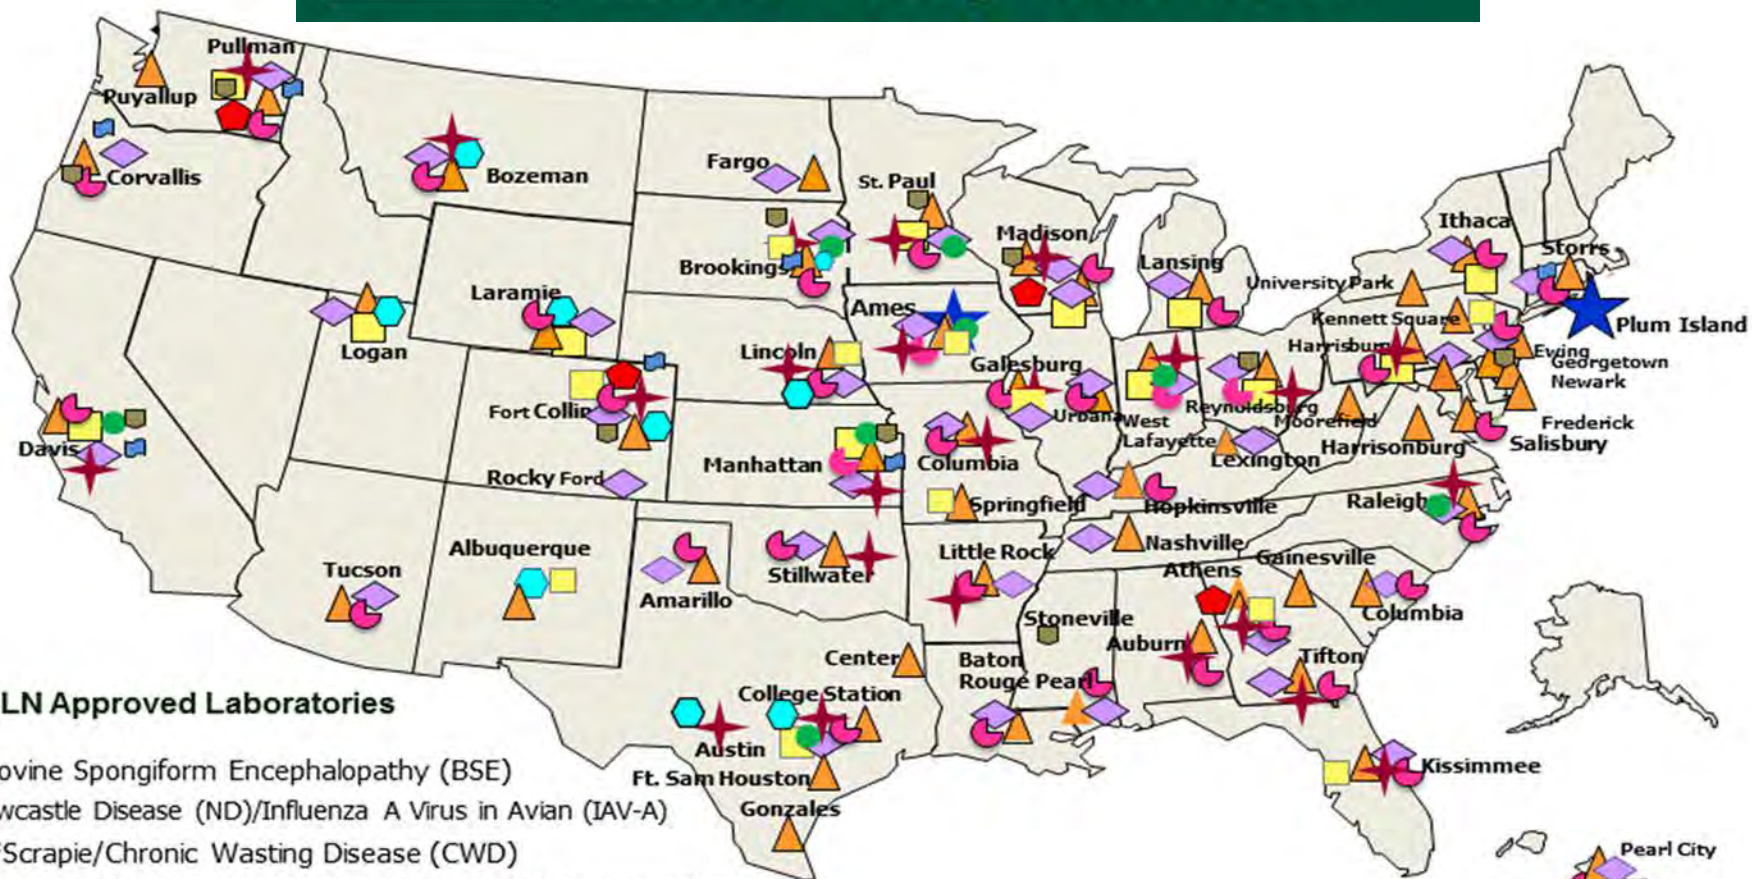 Pullman
Puyallup
Corvallis
Bozeman
Fargo
St. Paul
Brookings
Madison
Lansing
Ithaca
Storrs
University Park
Plum Island
Kennett Square
Laramie
Ames
Logan
Lincoln
Galesburg
Harrisburg
Ewing
Georgetown
Newark
Fort Collin
Urbana
West
Lafayette
Reynoldsburg
Moorefield
Frederick
Davis
Rocky Ford
Manhattan
Columbia
Lexington
Harrisonburg
Salisbury
Springfield
Hopkinsville
Raleigh
Albuquerque
Tucson
Amarillo
Stillwater
Little Rock
Nashville
Gainesville
Athens
Columbia
Stoneville
Auburn
Tifton
Center
Baton
Rouge Pearl
College Station
Austin
Ft. Sam Houston
Gonzales
Kissimmee
Pearl City
LN Approved Laboratories
ovine Spongiform Encephalopathy (BSE)
wcastle Disease (ND)/Influenza A Virus in Avian (IAV-A)
Scrapie/Chronic Wasting Disease (CWD)